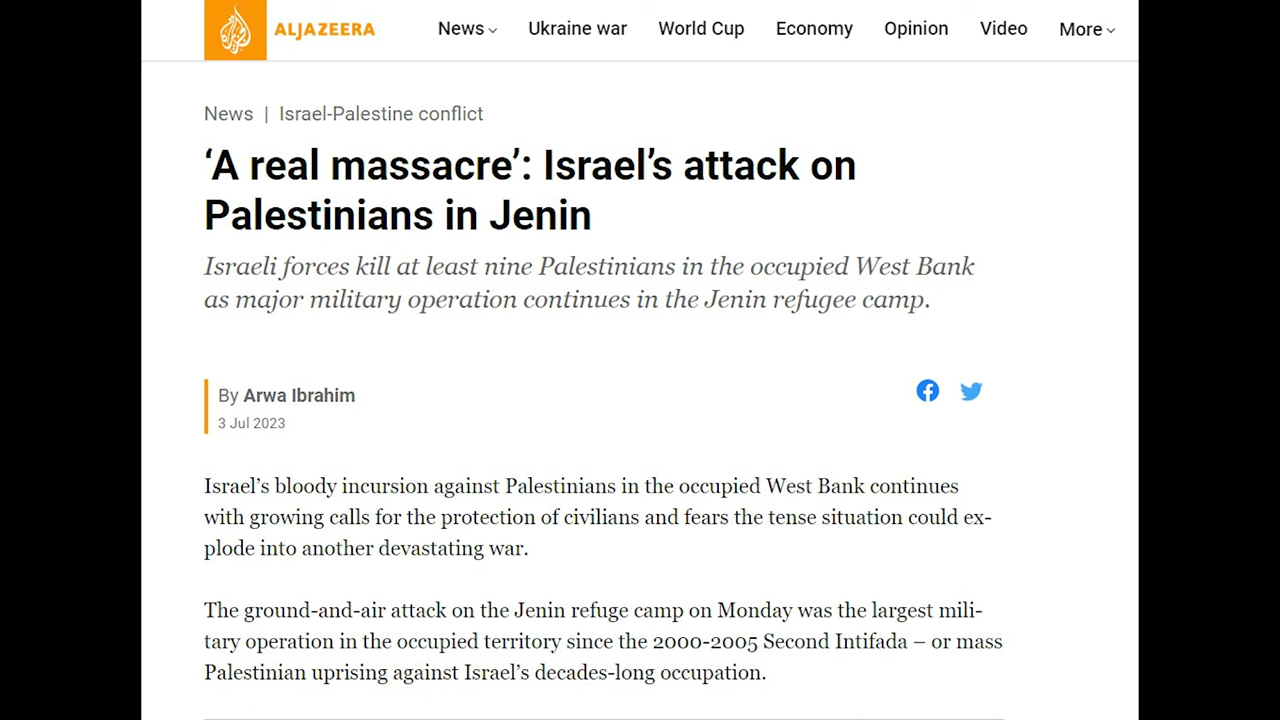 ALJAZEERA News Ukraine war World Cup Economy Opinion Video More
News | Israel-Palestine conflict
‘A real massacre’: Israel’s attack on
Palestinians in Jenin
Israeli forces kill at least nine Palestinians in the occupied West Bank
as major military operation continues in the Jenin refugee camp.
By Arwa Ibrahim
3 Jul 2023
Israel’s bloody incursion against Palestinians in the occupied West Bank continues
with growing calls for the protection of civilians and fears the tense situation could ex-
plode into another devastating war.
The ground-and-air attack on the Jenin refuge camp on Monday was the largest mili-
tary operation in the occupied territory since the 2000-2005 Second Intifada – or mass
Palestinian uprising against Israel’s decades-long occupation.